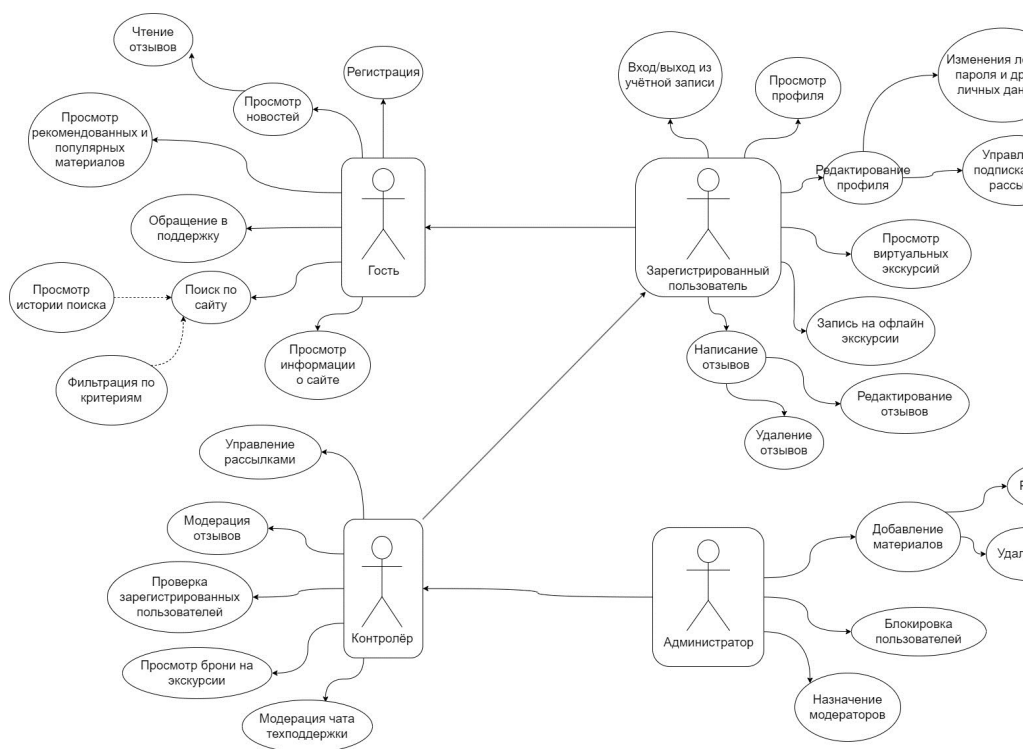 Чтение
отзывов
Просмотр
новостей
Регистрация
Просмотр
рекомендованных и
популярных
материалов
Обращение в
поддержку
Гость
Просмотр
истории поиска
Поиск по
сайту
Фильтрация по
критериям
Просмотр
информации
о сайте
Вход/выход из
учётной записи
Просмотр
профиля
Изменения
пароля и
личных
Редактирование
профиля
Зарегистрированный
пользователь
Просмотр
виртуальных
экскурсий
Запись на офлайн
экскурсии
Написание
отзывов
Редактирование
отзывов
Удаление
отзывов
Управление
рассылками
Модерация
отзывов
Проверка
зарегистрированных
пользователей
Контролёр
Просмотр брони на
экскурсии
Модерация чата
техподдержки
Администратор
Добавление
материалов
Блокировка
пользователей
Назначение
модераторов